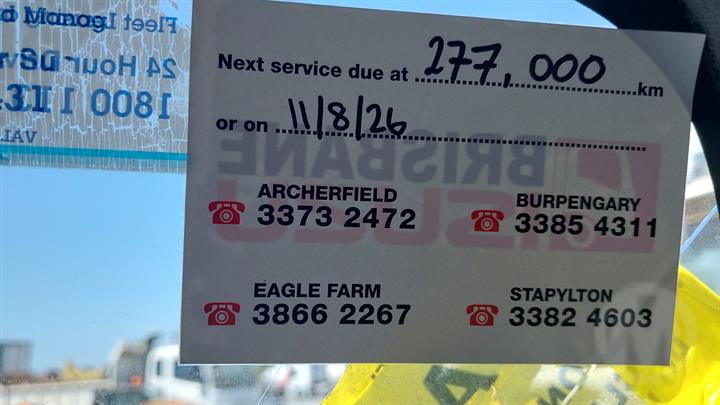 Fleet Manag
24 Hour
1800
Next service due at 277,000 km
or on 11/8/26
BRISBANE
ISUZU
ARCHERFIELD
3373 2472
BURPENGARY
3385 4311
EAGLE FARM
3866 2267
STAPYLTON
3382 4603